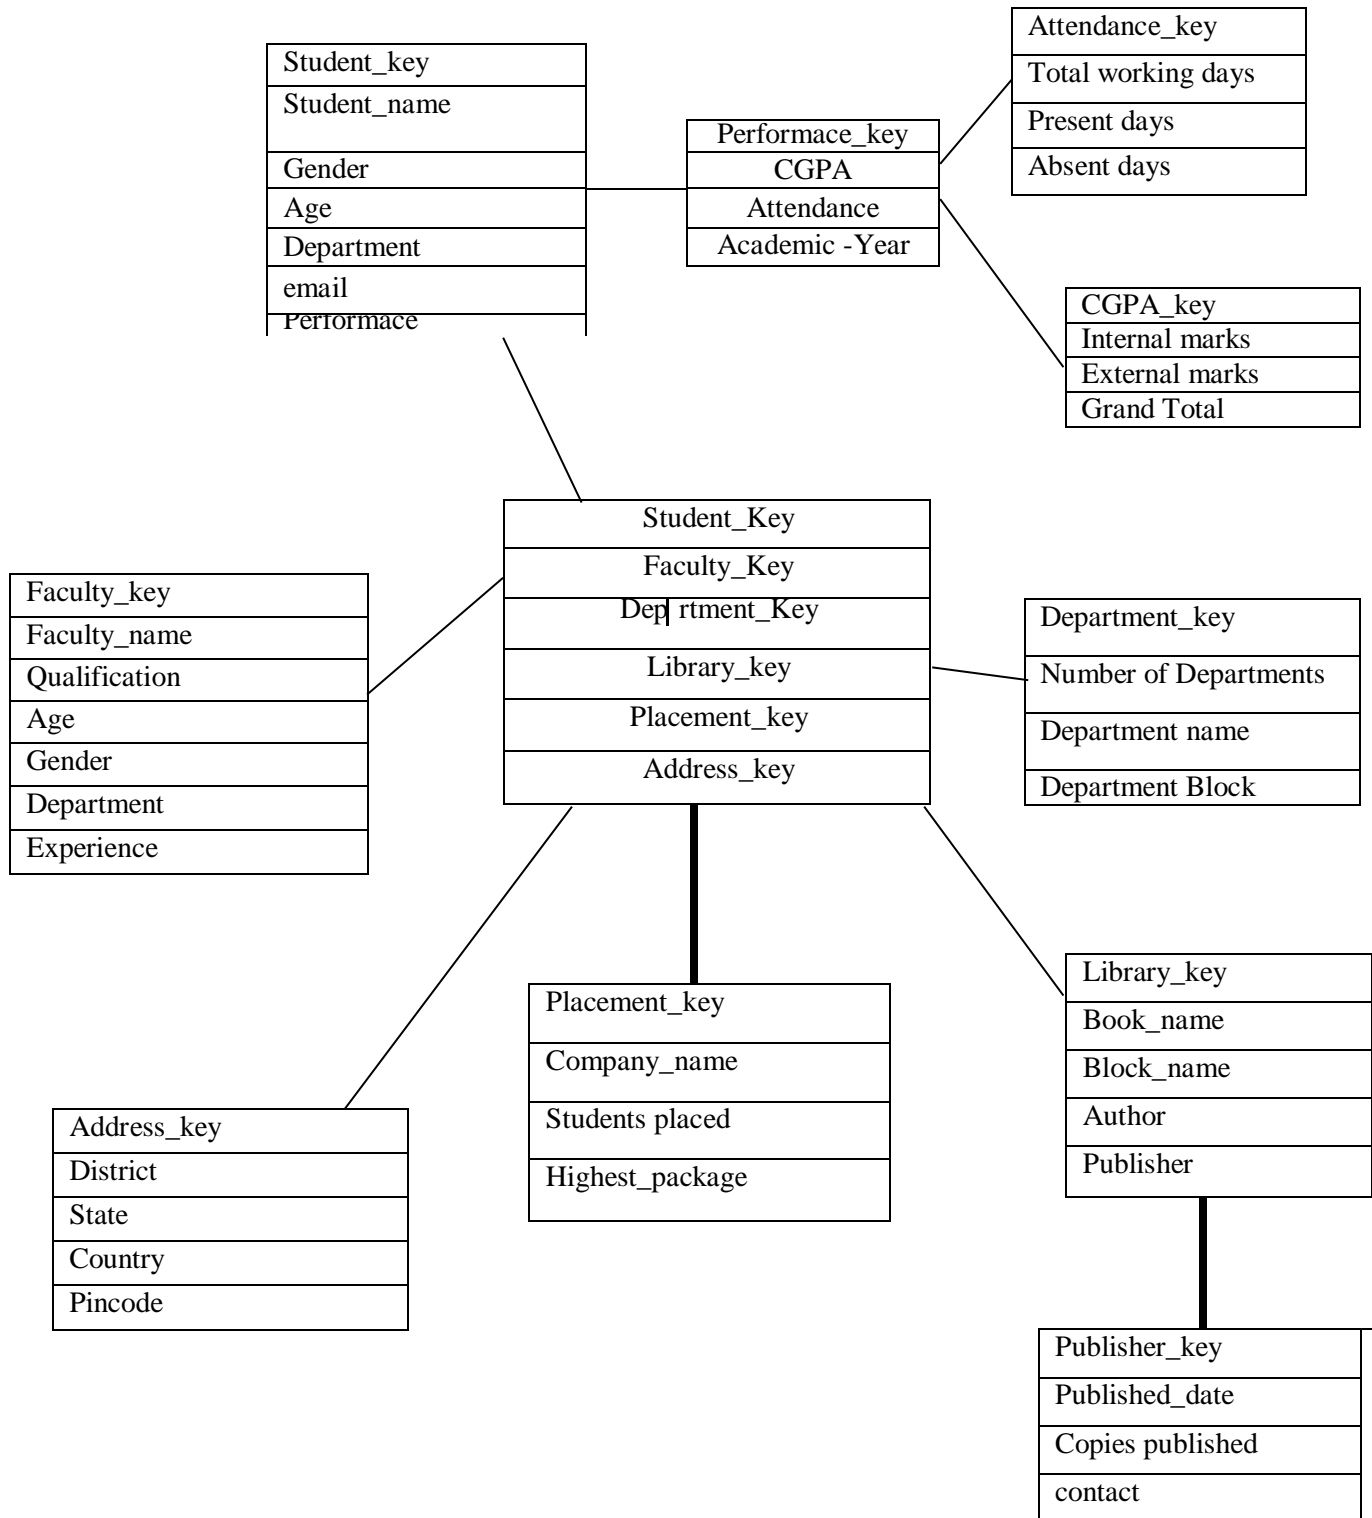 Student_key
Student_name
Gender
Age
Department
email
Performace
Performace_key
CGPA
Attendance
Academic -Year
Attendance_key
Total working days
Present days
Absent days
CGPA_key
Internal marks
External marks
Grand Total
Student_Key
Faculty_Key
Dep rtment_Key
Library_key
Placement_key
Address_key
Faculty_key
Faculty_name
Qualification
Age
Gender
Department
Experience
Department_key
Number of Departments
Department name
Department Block
Address_key
District
State
Country
Pincode
Placement_key
Company_name
Students placed
Highest_package
Library_key
Book_name
Block_name
Author
Publisher
Publisher_key
Published_date
Copies published
contact